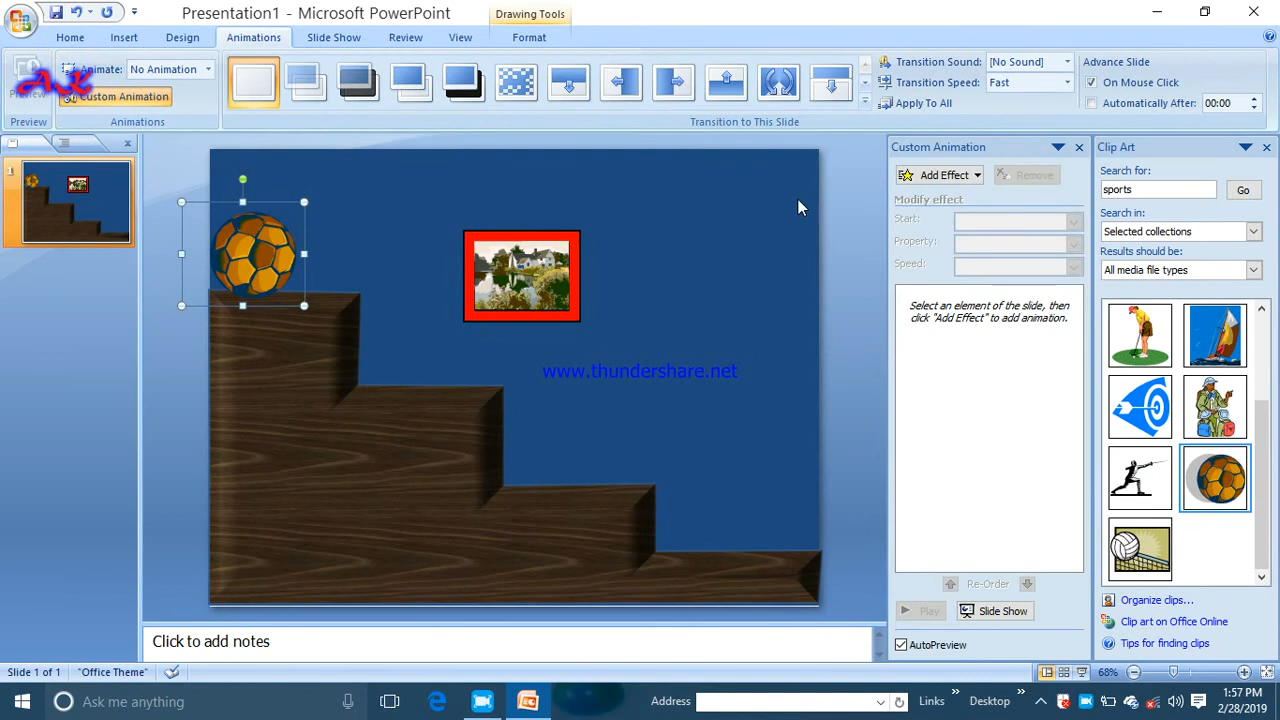 Presentation1 - Microsoft PowerPoint
Drawing Tools
Home
Insert
Design
Animations
Slide Show
Review
View
Format
Preview
A.K
Animate:
No Animation
Custom Animation
Transition Sound:
[No Sound]
Advance Slide
Transition Speed:
Fast
On Mouse Click
Apply To All
Automatically After:
00:00
Preview
Animations
Transition to This Slide
1
www.thundershare.net
Custom Animation
Add Effect
Remove
Modify effect
Start:
Property:
Speed:
Select an element of the slide, then
click "Add Effect" to add animation.
Re-Order
Play
Slide Show
AutoPreview
Clip Art
Search for:
sports
Go
Search in:
Selected collections
Results should be:
All media file types
Organize clips...
Clip art on Office Online
Tips for finding clips
Click to add notes
Slide 1 of 1
"Office Theme"
68%
Ask me anything
Address
Links
Desktop
1:57 PM
2/28/2019